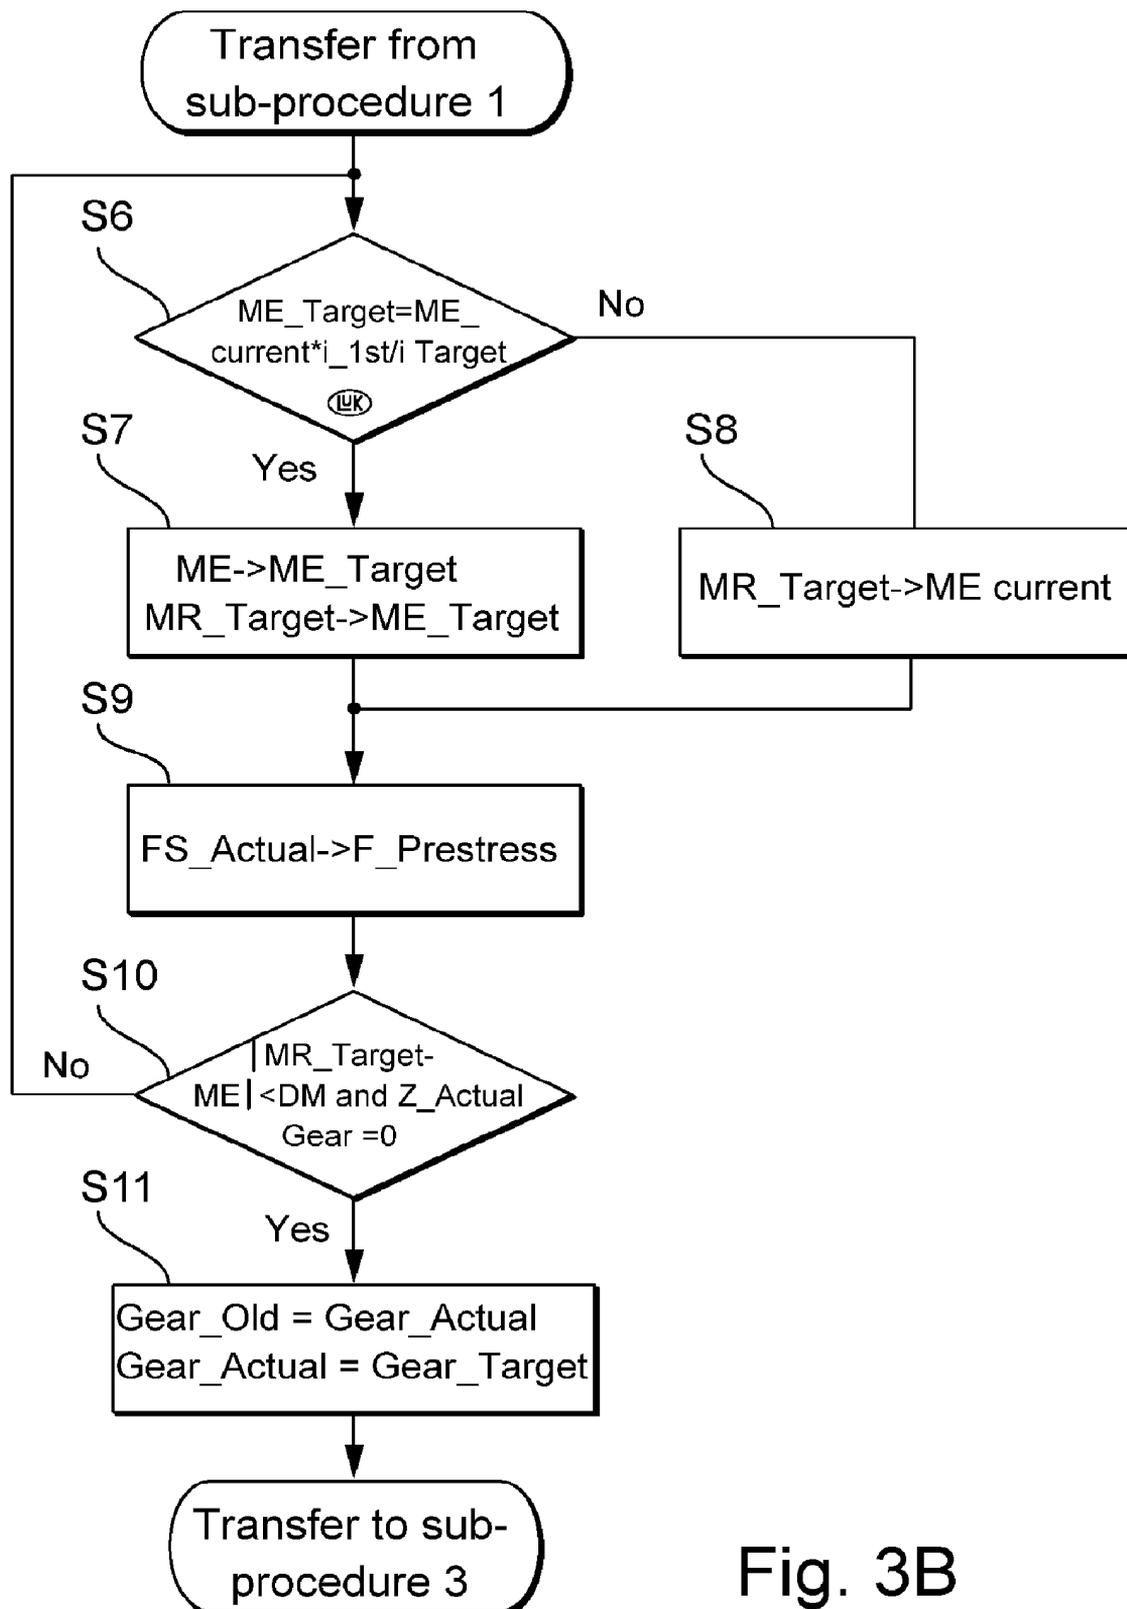 Transfer from
sub-procedure 1
S6
ME_Target=ME_
current*i_1st/i Target
LuK
No
S7
Yes
S8
ME->ME_Target
MR_Target->ME_Target
MR_Target->ME current
S9
FS_Actual->F_Prestress
S10
No
|MR_Target-
ME|<DM and Z_Actual
Gear =0
S11
Yes
Gear_Old = Gear_Actual
Gear_Actual = Gear_Target
Transfer to sub-
procedure 3
Fig. 3B